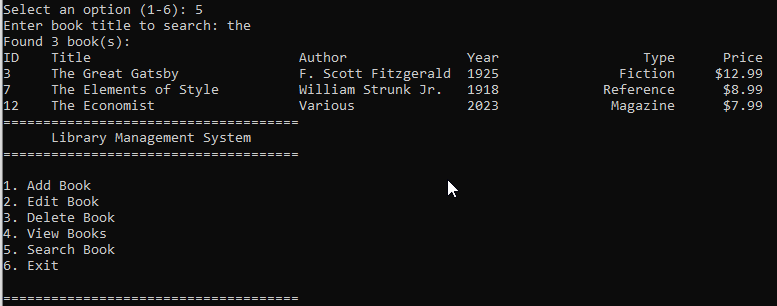 Select an option (1-6): 5
Enter book title to search: the
Found 3 book(s):
ID    Title                          Author             Year                  Type      Price
3     The Great Gatsby               F. Scott Fitzgerald  1925               Fiction     $12.99
7     The Elements of Style          William Strunk Jr.   1918             Reference      $8.99
12    The Economist                  Various              2023              Magazine      $7.99
=====================================
      Library Management System
=====================================
1. Add Book
2. Edit Book
3. Delete Book
4. View Books
5. Search Book
6. Exit
=====================================